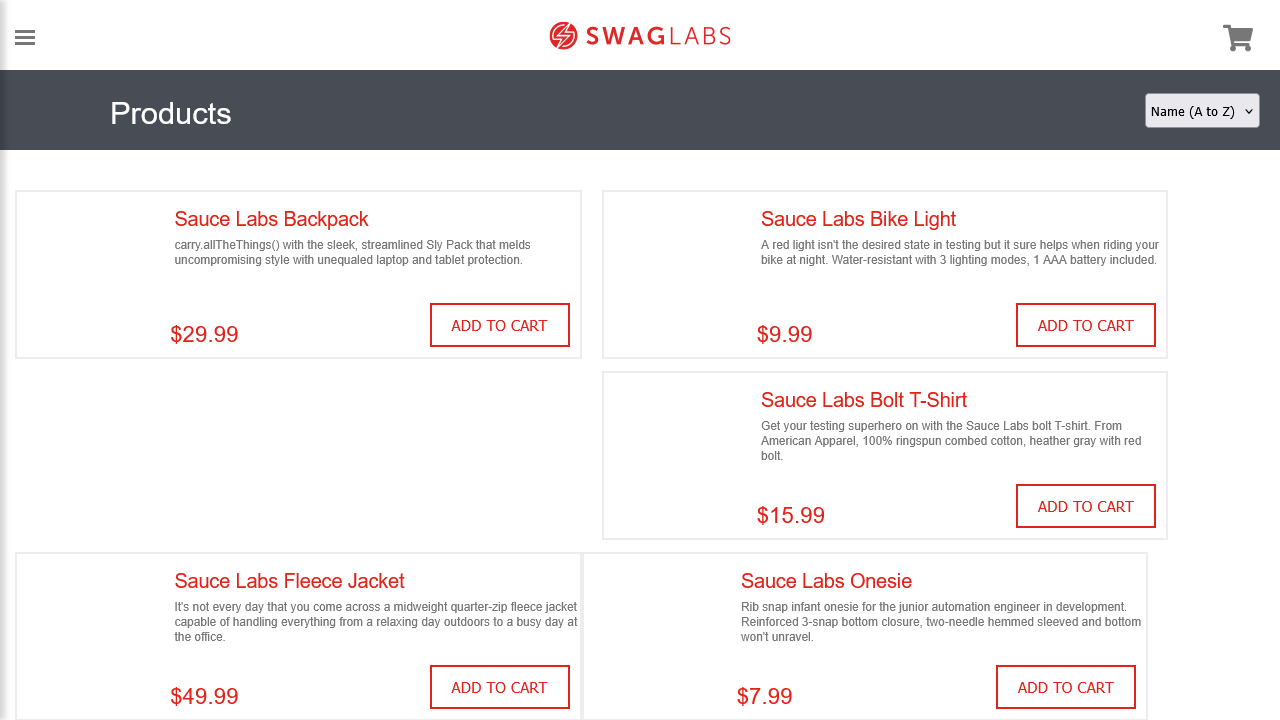 SWAGLABS
Products
Name (A to Z)
Sauce Labs Backpack
carry.allTheThings() with the sleek, streamlined Sly Pack that melds
uncompromising style with unequaled laptop and tablet protection.
$29.99
ADD TO CART
Sauce Labs Bike Light
A red light isn't the desired state in testing but it sure helps when riding your
bike at night. Water-resistant with 3 lighting modes, 1 AAA battery included.
$9.99
ADD TO CART
Sauce Labs Bolt T-Shirt
Get your testing superhero on with the Sauce Labs bolt T-shirt. From
American Apparel, 100% ringspun combed cotton, heather gray with red
bolt.
$15.99
ADD TO CART
Sauce Labs Fleece Jacket
It's not every day that you come across a midweight quarter-zip fleece jacket
capable of handling everything from a relaxing day outdoors to a busy day at
the office.
$49.99
ADD TO CART
Sauce Labs Onesie
Rib snap infant onesie for the junior automation engineer in development.
Reinforced 3-snap bottom closure, two-needle hemmed sleeved and bottom
won't unravel.
$7.99
ADD TO CART